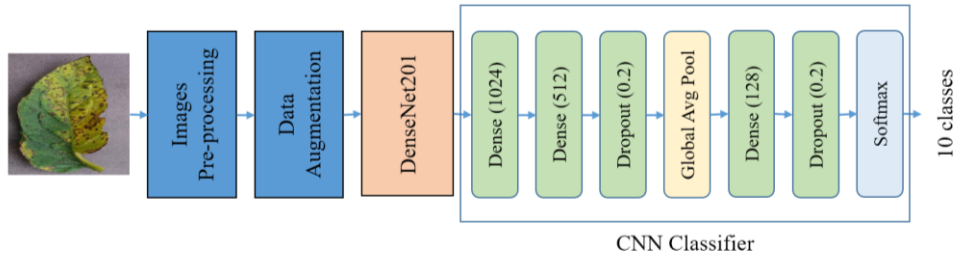 Images
Pre-processing
Data
Augmentation
DenseNet201
Dense (1024)
Dense (512)
Dropout (0.2)
Global Avg Pool
Dense (128)
Dropout (0.2)
Softmax
10 classes
CNN Classifier